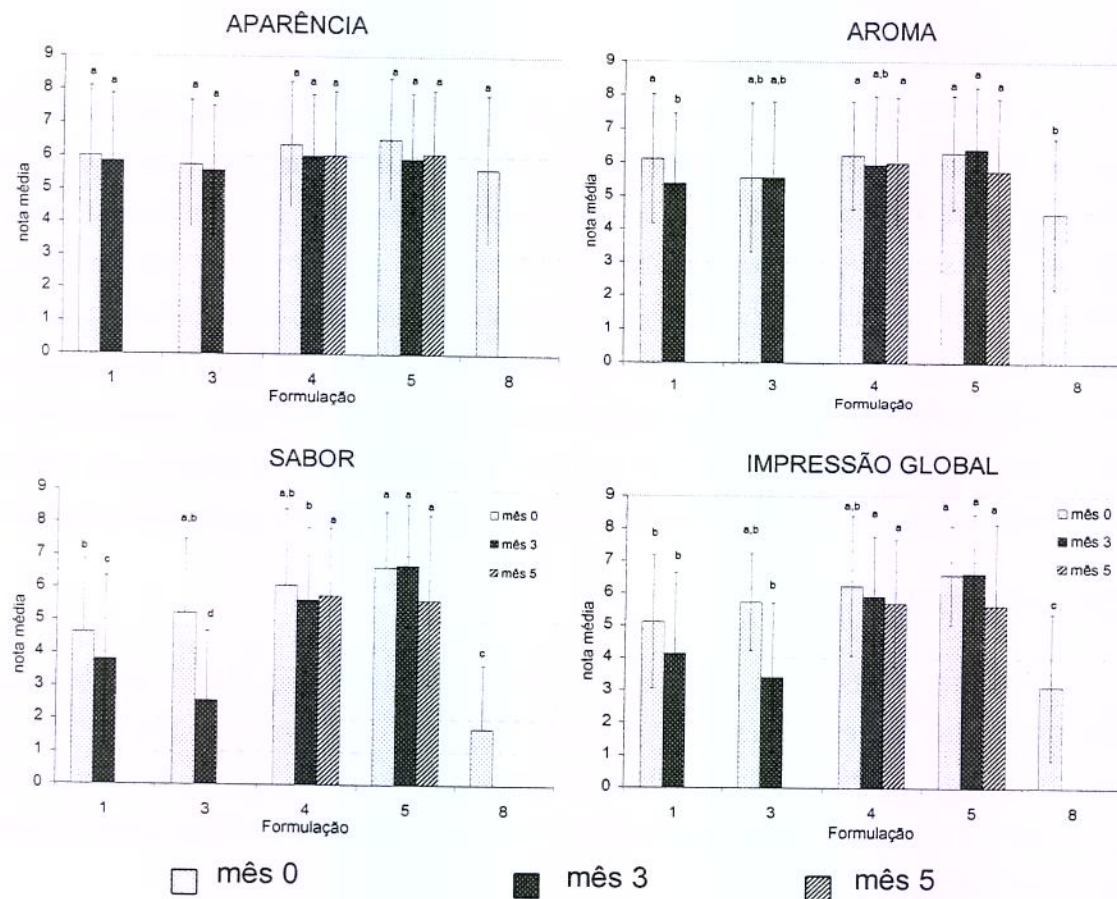 APARÊNCIA
9
8
7
6
5
4
3
2
1
0
nota média
a a
a a
a a a
a a a
a
1 3 4 5 8
Formulação
AROMA
9
8
7
6
5
4
3
2
1
0
nota média
a b
a,b a,b
a a,b a
a a a
b
1 3 4 5 8
Formulação
SABOR
9
8
7
6
5
4
3
2
1
0
nota média
b c
a,b d
a,b b a
a a a
c
mês 0
mês 3
mês 5
1 3 4 5 8
Formulação
IMPRESSÃO GLOBAL
9
8
7
6
5
4
3
2
1
0
nota média
b b
a,b b
a,b a a
a a a
c
mês 0
mês 3
mês 5
1 3 4 5 8
Formulação
mês 0 mês 3 mês 5